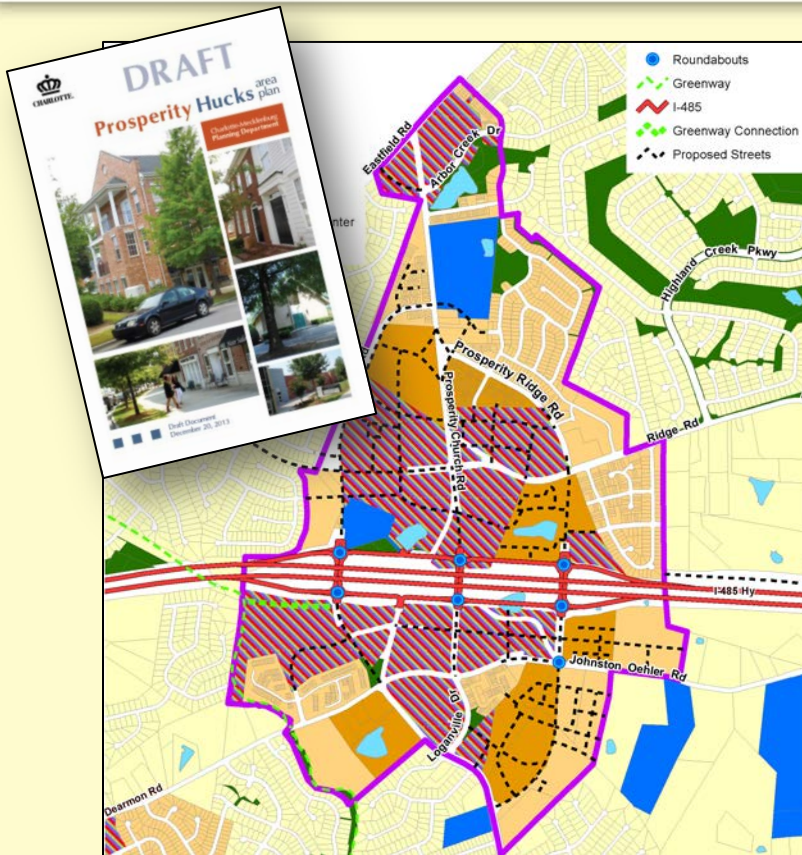 CHARLOTTE.
DRAFT
Prosperity Hucks area
plan
Charlotte-Mecklenburg
Planning Department
Draft Document
December 20, 2013
Roundabouts
Greenway
I-485
Greenway Connection
Proposed Streets
Eastfield Rd
Arbor Creek Dr
Highland Creek Pkwy
Prosperity Ridge Rd
Prosperity Church Rd
Ridge Rd
I-485 Hy
Johnston Oehler Rd
Loganville Dr
Dearmon Rd